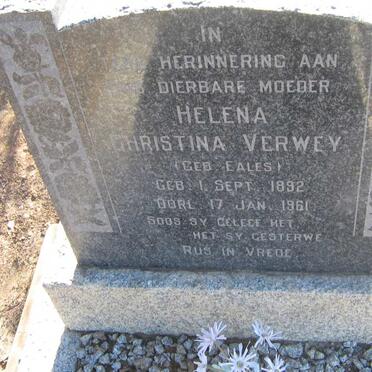 IN
HERINNERING AAN
DIERBARE MOEDER
HELENA
CHRISTINA VERWEY
(GEB. EALES)
GEB. 1. SEPT. 1892
OORL. 17 JAN. 1961
SOOS SY GELEEF HET
HET SY GESTERWE
RUS IN VREDE